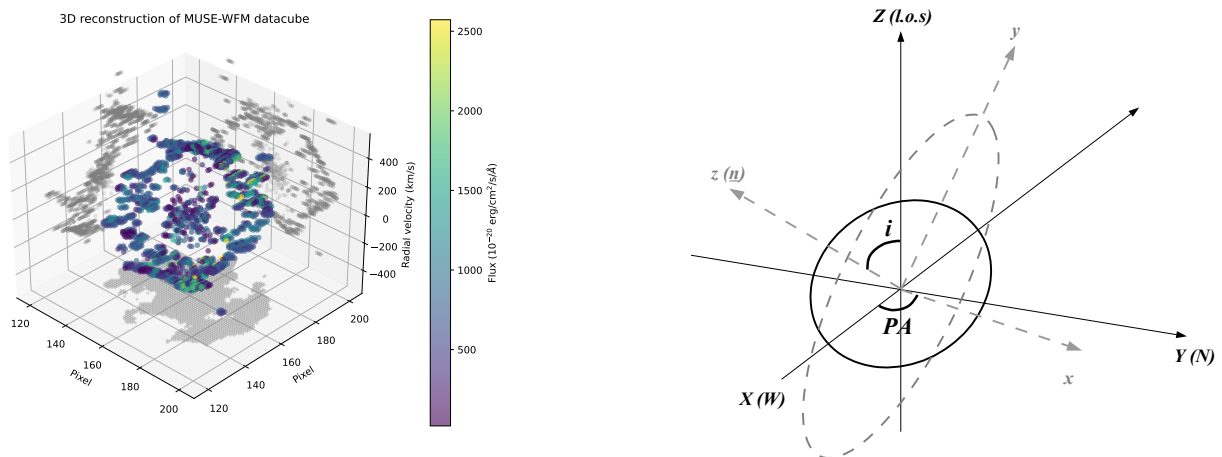 3D reconstruction of MUSE-WFM datacube
2500
2000
1500
1000
500
Flux (10⁻²⁰ erg/cm²/s/Å)
400
200
0
−200
−400
Radial velocity (km/s)
120
140
160
180
200
Pixel
120
140
160
180
200
Pixel
Z (l.o.s)
y
z (n)
i
PA
X (W)
Y (N)
x